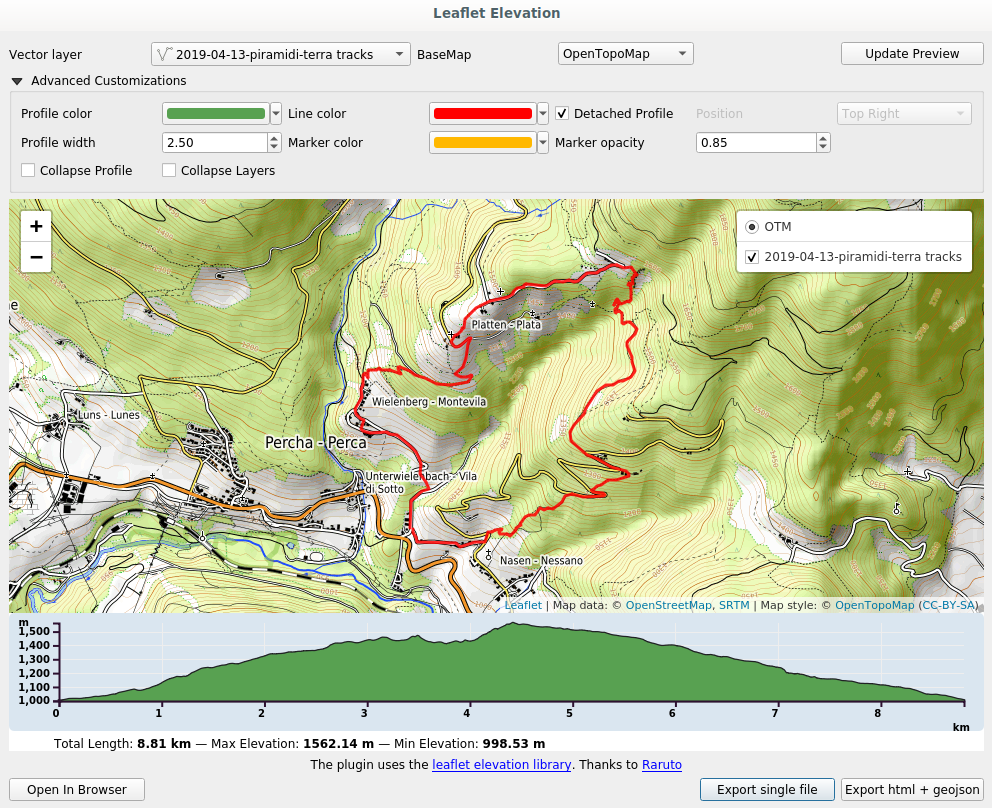 Leaflet Elevation
Vector layer
2019-04-13-piramidi-terra tracks
BaseMap
OpenTopoMap
Update Preview
Advanced Customizations
Profile color
Line color
Detached Profile
Position
Top Right
Profile width
2.50
Marker color
Marker opacity
0.85
Collapse Profile
Collapse Layers
+
−
OTM
2019-04-13-piramidi-terra tracks
Platten - Plata
Wielenberg - Montevila
Luns - Lunes
Percha - Perca
Unterwielenbach - Vila
di Sotto
Nasen - Nessano
Leaflet | Map data: © OpenStreetMap, SRTM | Map style: © OpenTopoMap (CC-BY-SA)
m
1,500
1,400
1,300
1,200
1,100
1,000
0 1 2 3 4 5 6 7 8
km
Total Length: 8.81 km — Max Elevation: 1562.14 m — Min Elevation: 998.53 m
The plugin uses the leaflet elevation library. Thanks to Raruto
Open In Browser
Export single file
Export html + geojson